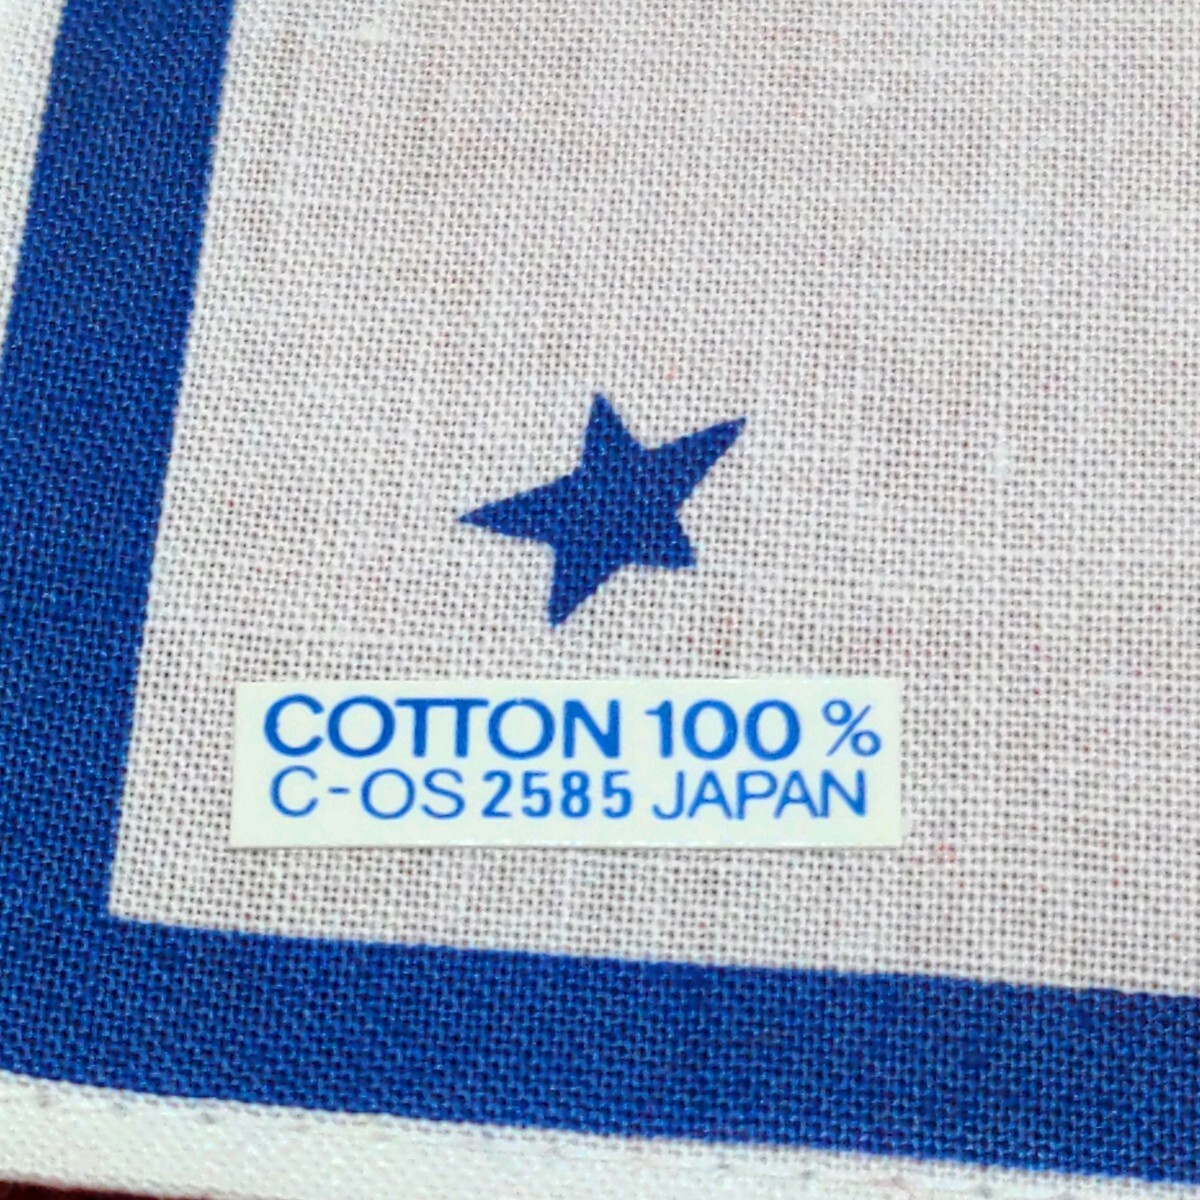 COTTON 100 %
C-OS 2585 JAPAN